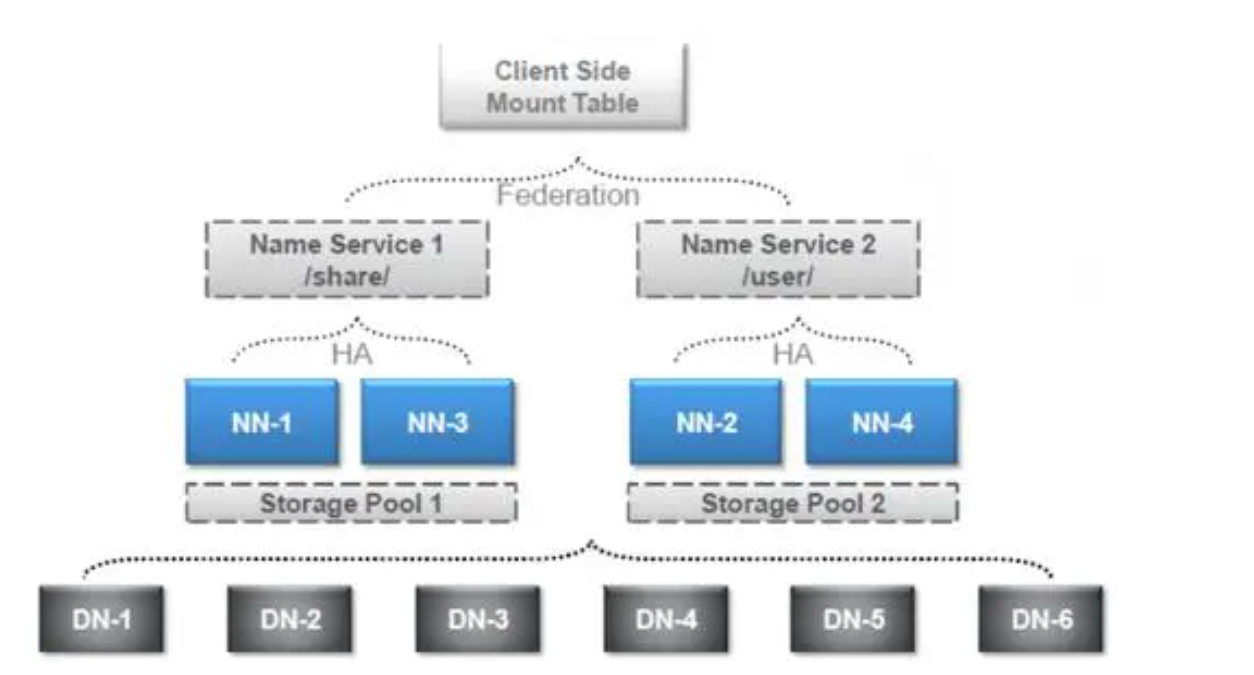 Client Side
Mount Table
Federation
Name Service 1
/share/
Name Service 2
/user/
HA
HA
NN-1
NN-3
NN-2
NN-4
Storage Pool 1
Storage Pool 2
DN-1
DN-2
DN-3
DN-4
DN-5
DN-6